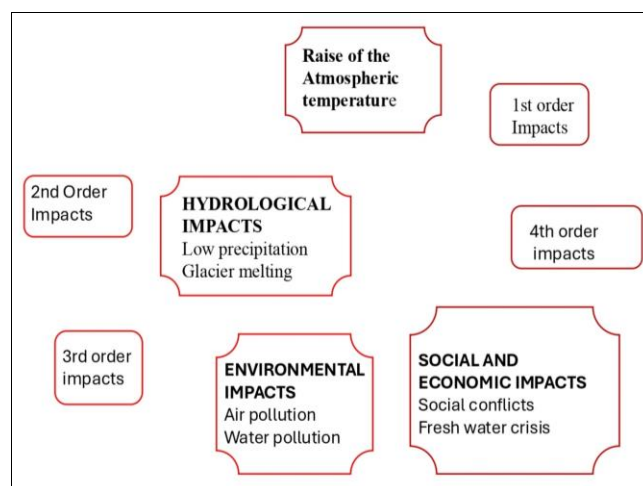 Raise of the
Atmospheric
temperature
1st order
Impacts
2nd Order
Impacts
HYDROLOGICAL
IMPACTS
Low precipitation
Glacier melting
4th order
impacts
3rd order
impacts
ENVIRONMENTAL
IMPACTS
Air pollution
Water pollution
SOCIAL AND
ECONOMIC IMPACTS
Social conflicts
Fresh water crisis